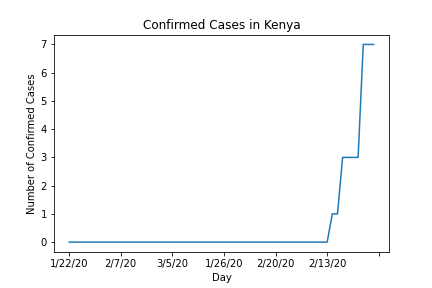 Confirmed Cases in Kenya
7
6
5
4
3
2
1
0
Number of Confirmed Cases
1/22/20 2/7/20 3/5/20 1/26/20 2/20/20 2/13/20
Day